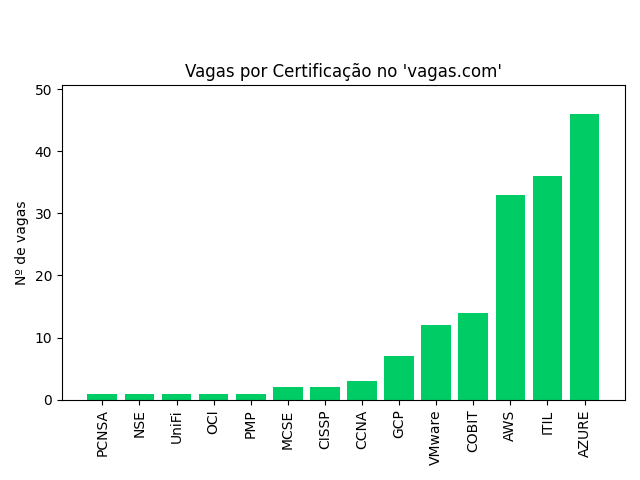 Vagas por Certificação no 'vagas.com'
50
40
30
20
10
0
Nº de vagas
PCNSA
NSE
UniFi
OCI
PMP
MCSE
CISSP
CCNA
GCP
VMware
COBIT
AWS
ITIL
AZURE